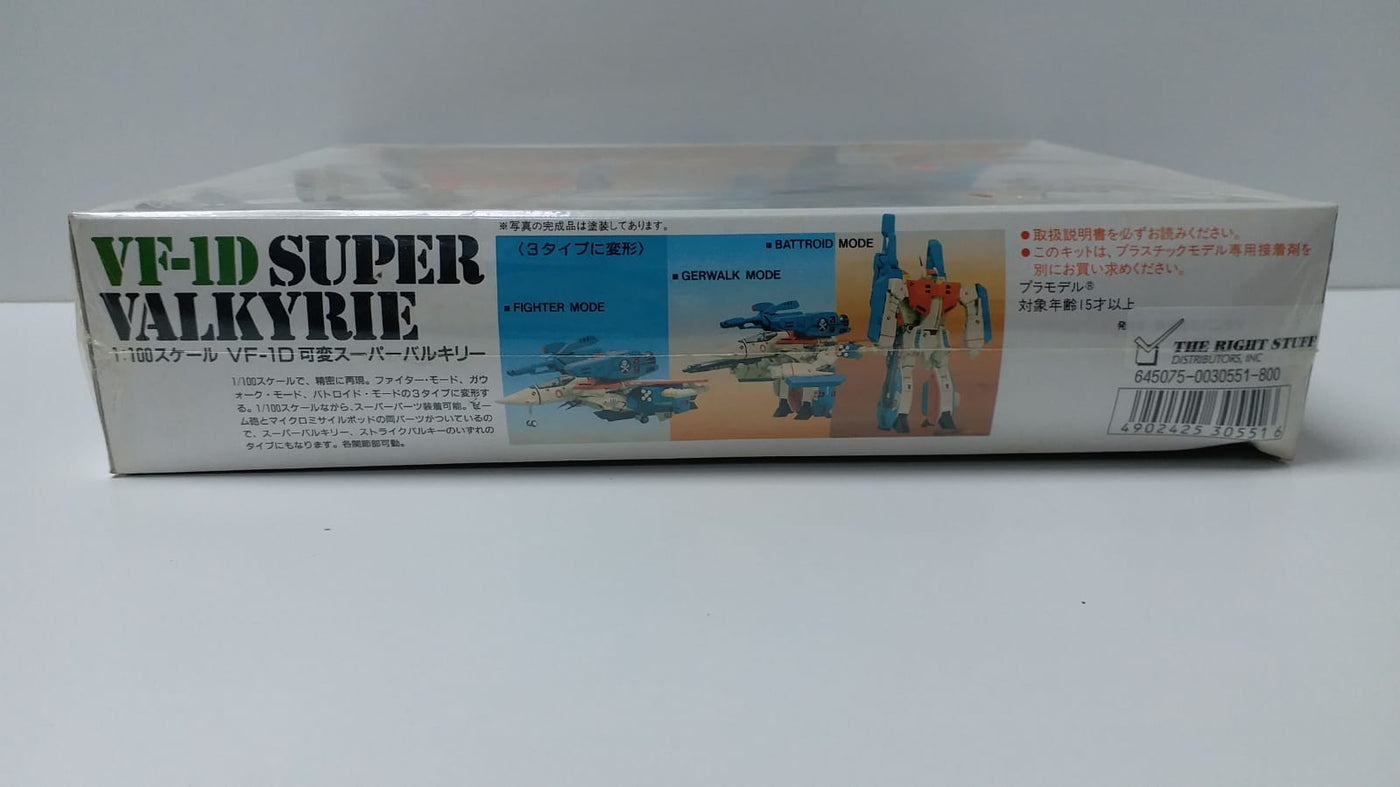 VF-1D SUPER
VALKYRIE
1:100スケール VF-1D 可変スーパーバルキリー
1/100スケールで、精密に再現。ファイター・モード、ガウ
ォーク・モード、バトロイド・モードの3タイプに変形す
る。1/100スケールながら、スーパーパーツ装着可能。ビー
ム砲とマイクロミサイルポッドの両パーツがついているの
で、スーパーバルキリー、ストライクバルキーのいずれの
タイプにもなります。各関節部可動。
※写真の完成品は塗装してあります。
〈3タイプに変形〉
■FIGHTER MODE
■GERWALK MODE
■BATTROID MODE
●取扱説明書を必ずお読みください。
●このキットは、プラスチックモデル専用接着剤を
別にお買い求めください。
プラモデル®
対象年齢15才以上
発
THE RIGHT STUFF
DISTRIBUTORS, INC
645075-0030551-800
4902425 305516